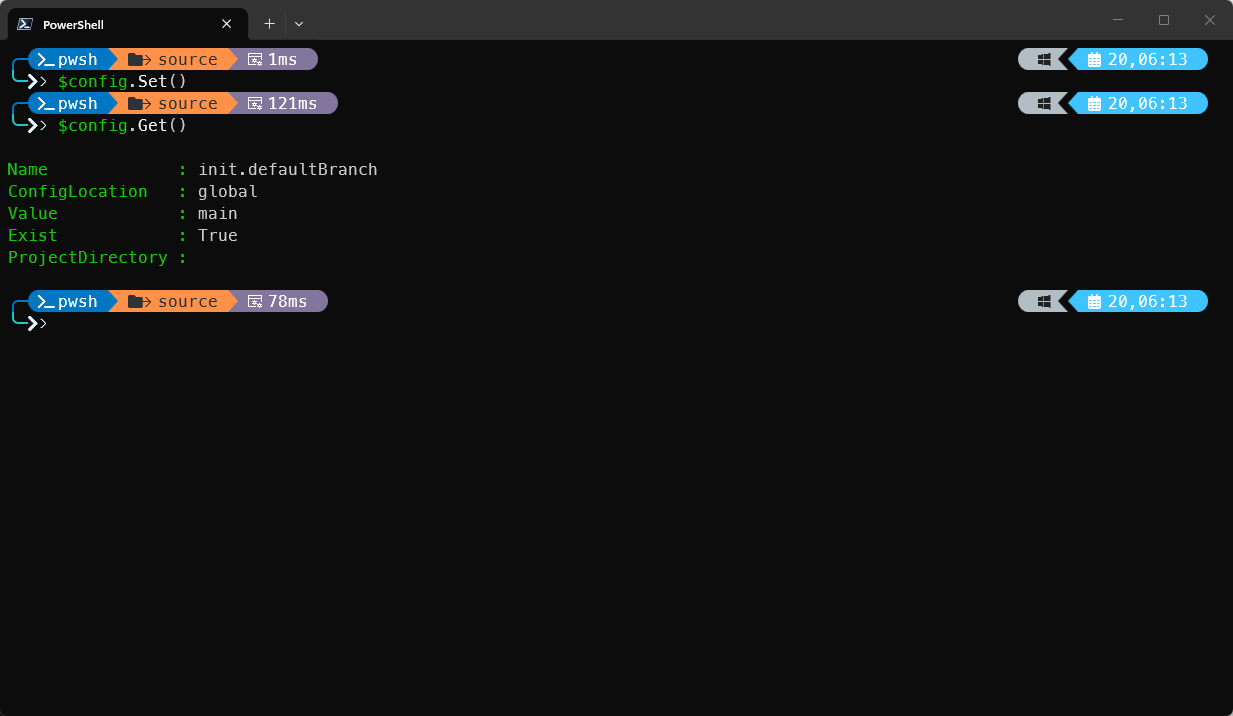 PowerShell
pwsh source 1ms 20,06:13
$config.Set()
pwsh source 121ms 20,06:13
$config.Get()
Name : init.defaultBranch
ConfigLocation : global
Value : main
Exist : True
ProjectDirectory :
pwsh source 78ms 20,06:13